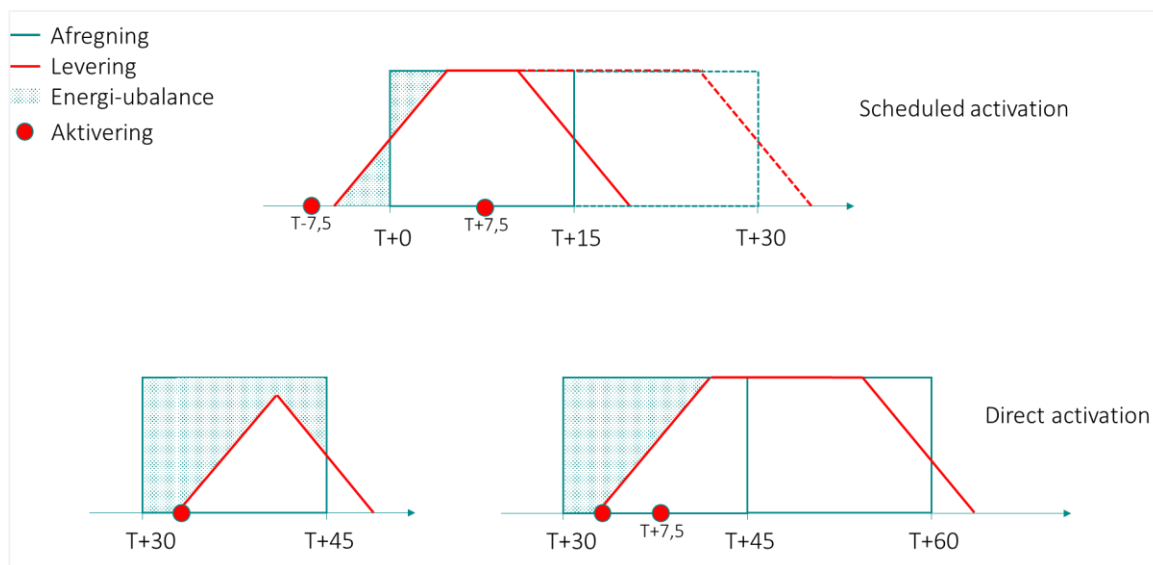 Afregning
Levering
Energi-ubalance
Aktivering
Scheduled activation
T-7,5
T+7,5
T+0
T+15
T+30
Direct activation
T+7,5
T+30
T+45
T+30
T+45
T+60